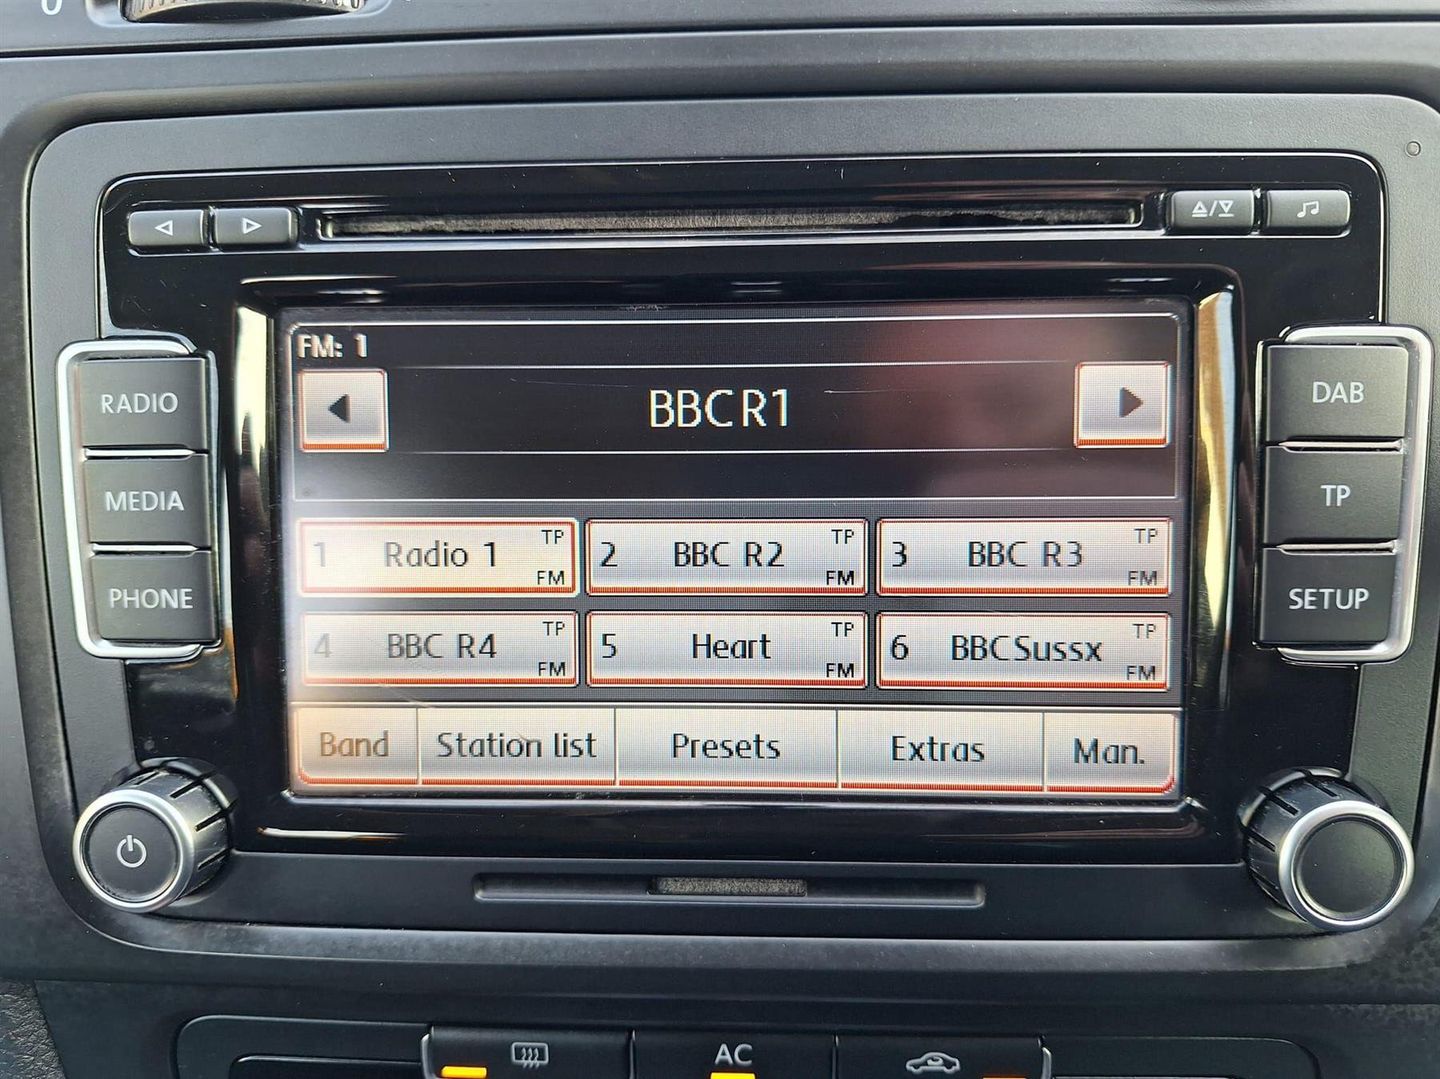 0
FM: 1
BBC R1
RADIO
MEDIA
PHONE
DAB
TP
SETUP
1 Radio 1 TP FM
2 BBC R2 TP FM
3 BBC R3 TP FM
4 BBC R4 TP FM
5 Heart TP FM
6 BBCSussx TP FM
Band Station list Presets Extras Man.
AC